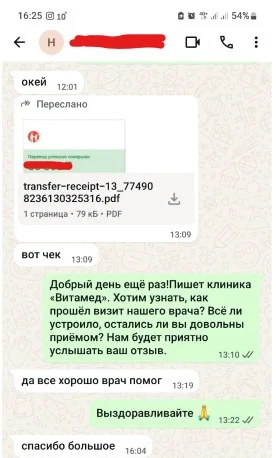 16:25 10° 54%
H
окей 12:01
Переслано
Перевод успешно совершён
transfer-receipt-13_77490
8236130325316.pdf
1 страница • 79 кБ • PDF
13:09
вот чек 13:09
Добрый день ещё раз!Пишет клиника
«Витамед». Хотим узнать, как
прошёл визит нашего врача? Всё ли
устроило, остались ли вы довольны
приёмом? Нам будет приятно
услышать ваш отзыв. 13:10
да все хорошо врач помог 13:19
Выздоравливайте 🙏 13:22
спасибо большое 16:04